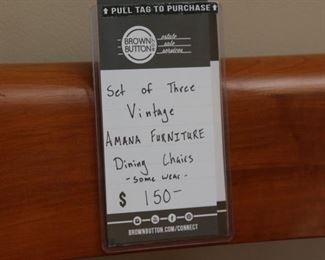 ⬆PULL TAG TO PURCHASE⬆
BROWN
BUTTON
estate
sale
services
Set of Three
Vintage
AMANA FURNITURE
Dining Chairs
- some wear -
$ 150-
BROWNBUTTON.COM/CONNECT